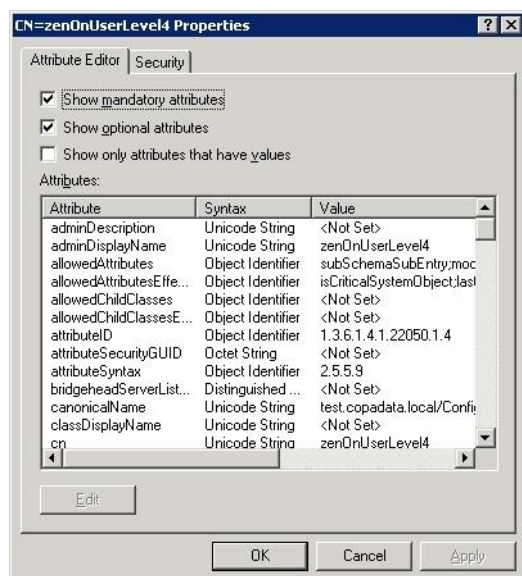 CN=zenOnUserLevel4 Properties
Attribute Editor Security
Show mandatory attributes
Show optional attributes
Show only attributes that have values
Attributes:
Attribute Syntax Value
adminDescription Unicode String <Not Set>
adminDisplayName Unicode String zenOnUserLevel4
allowedAttributes Object Identifier subSchemaSubEntry;moc
allowedAttributesEffe... Object Identifier isCriticalSystemObject;last
allowedChildClasses Object Identifier <Not Set>
allowedChildClassesE... Object Identifier <Not Set>
attributeID Object Identifier 1.3.6.1.4.1.22050.1.4
attributeSecurityGUID Octet String <Not Set>
attributeSyntax Object Identifier 2.5.5.9
bridgeheadServerList... Distinguished ... <Not Set>
canonicalName Unicode String test.copadata.local/Config
classDisplayName Unicode String <Not Set>
cn Unicode String zenOnUserLevel4
Edit
OK Cancel Apply